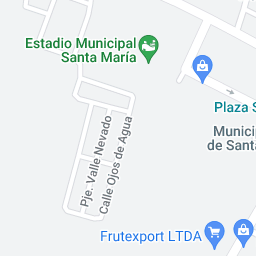 Estadio Municipal
Santa María
Plaza S
Munici
de Santa
Pje. Valle Nevado
Calle Ojos de Agua
Frutexport LTDA